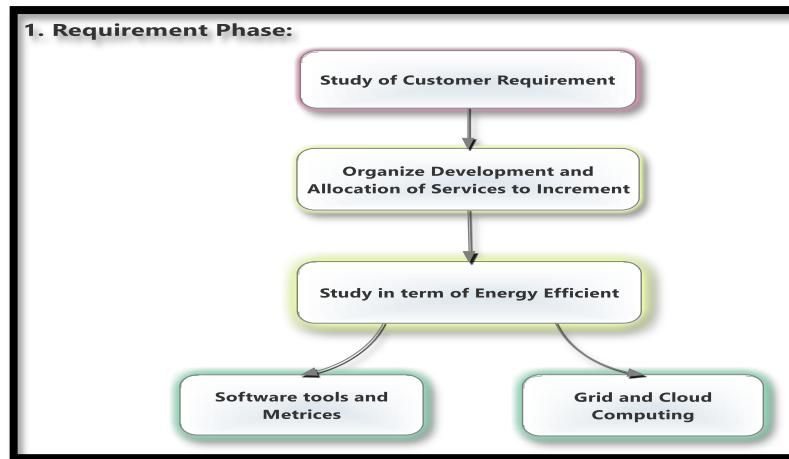 1. Requirement Phase:
Study of Customer Requirement
Organize Development and
Allocation of Services to Increment
Study in term of Energy Efficient
Software tools and
Metrices
Grid and Cloud
Computing